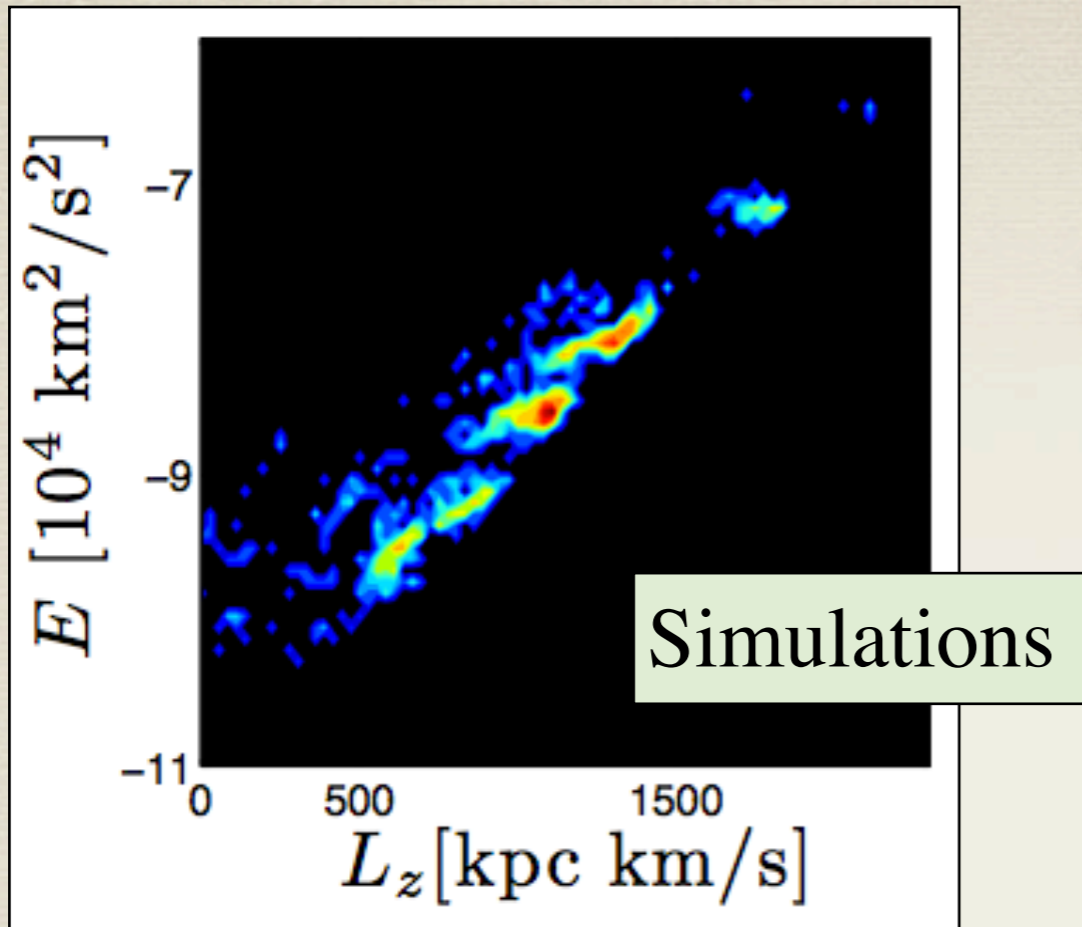 E [10⁴ km²/s²]
−7
−9
−11
0 500 1500
L_z[kpc km/s]
Simulations